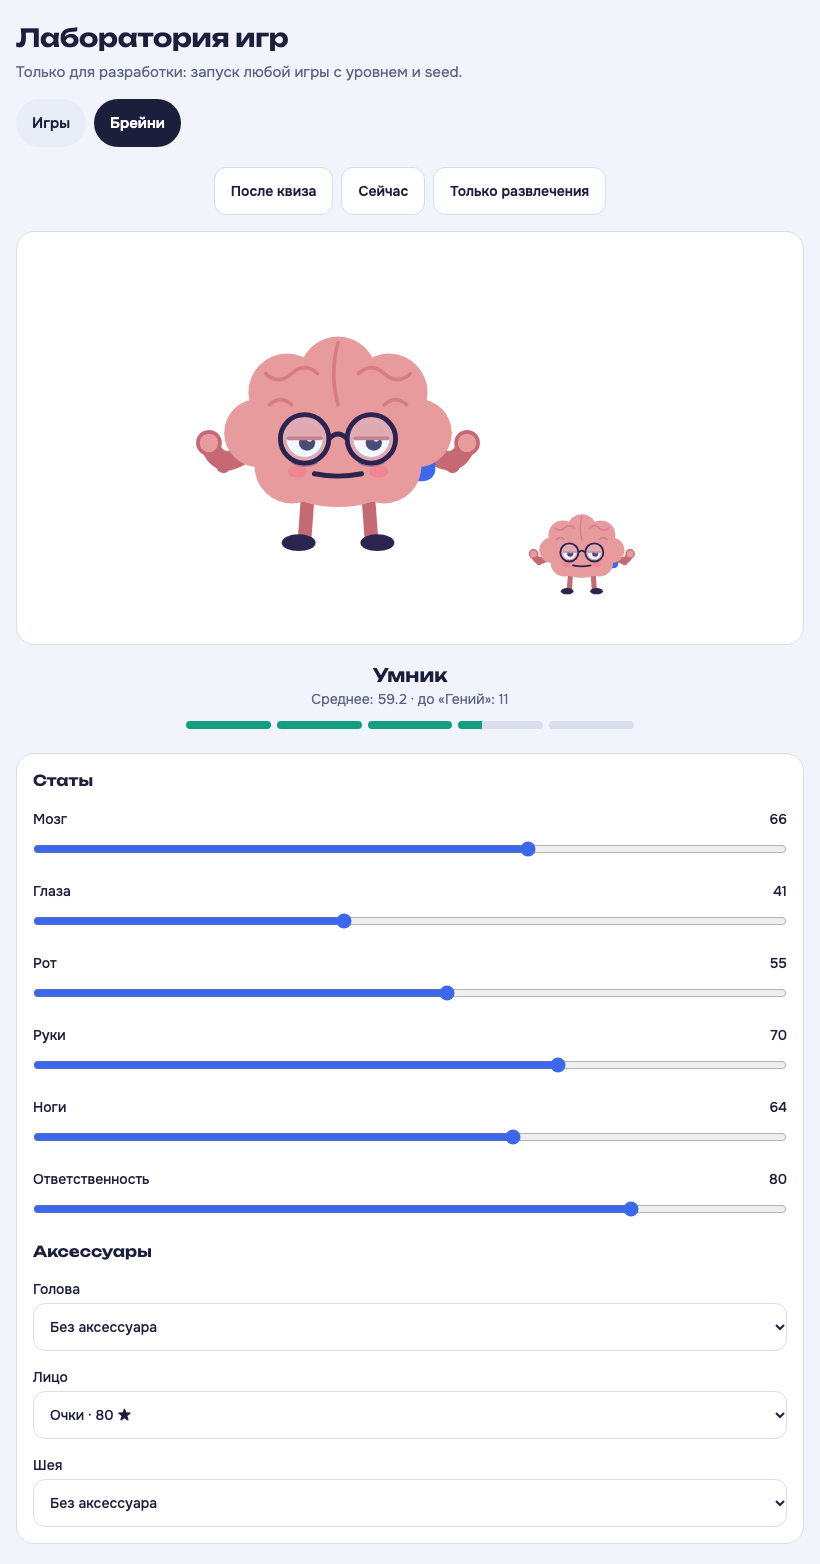 Лаборатория игр
Только для разработки: запуск любой игры с уровнем и seed.
Игры
Брейни
После квиза
Сейчас
Только развлечения
Умник
Среднее: 59.2 · до «Гений»: 11
Статы
Мозг 66
Глаза 41
Рот 55
Руки 70
Ноги 64
Ответственность 80
Аксессуары
Голова
Без аксессуара
Лицо
Очки · 80 ★
Шея
Без аксессуара